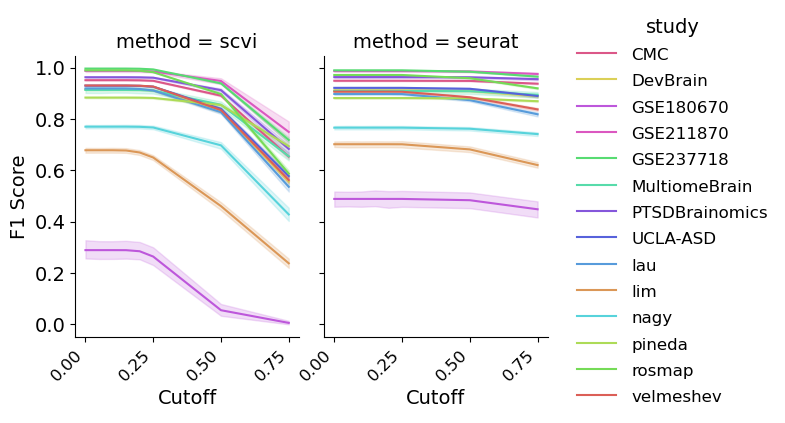 method = scvi
method = seurat
F1 Score
1.0
0.8
0.6
0.4
0.2
0.0
0.00
0.25
0.50
0.75
Cutoff
0.00
0.25
0.50
0.75
Cutoff
study
CMC
DevBrain
GSE180670
GSE211870
GSE237718
MultiomeBrain
PTSDBrainomics
UCLA-ASD
lau
lim
nagy
pineda
rosmap
velmeshev